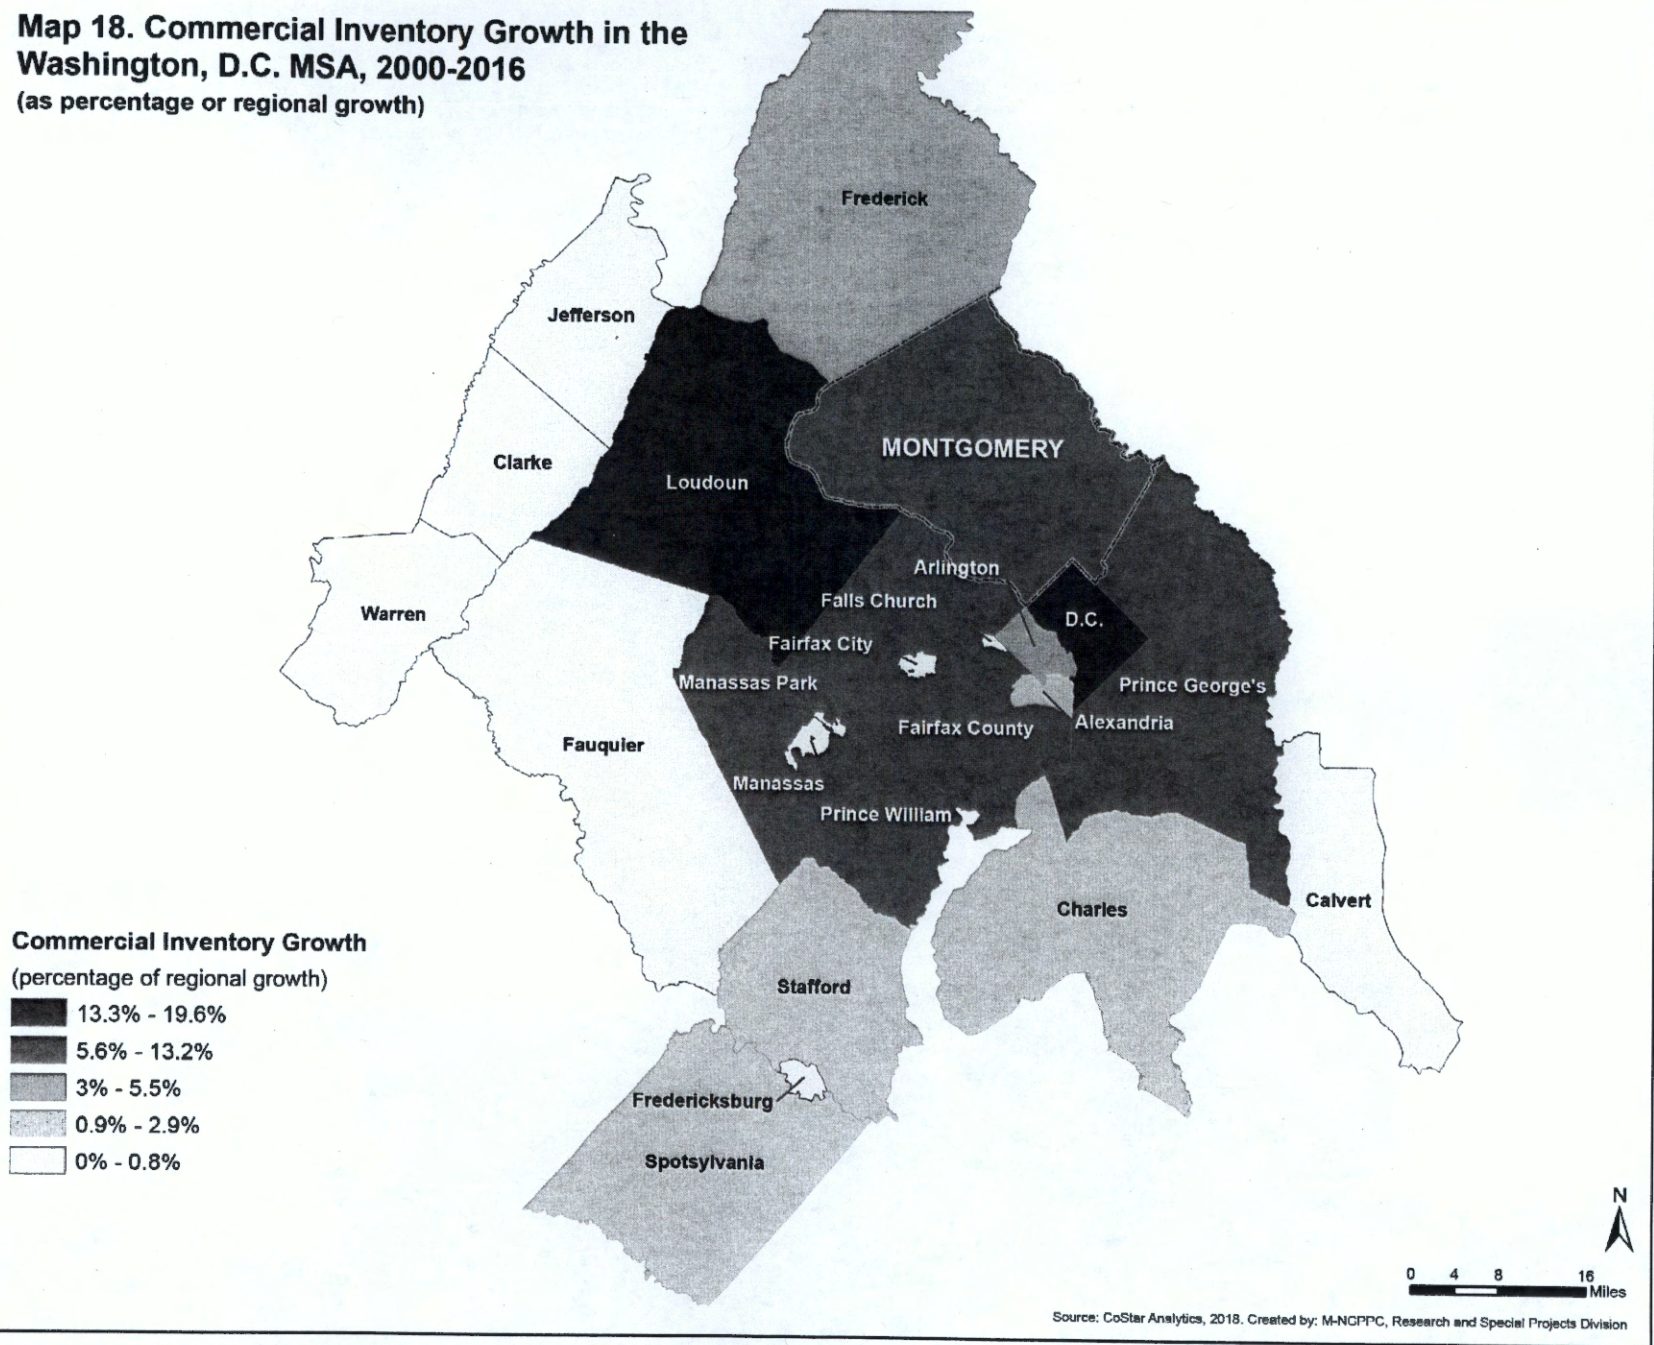 Map 18. Commercial Inventory Growth in the
Washington, D.C. MSA, 2000-2016
(as percentage or regional growth)
Frederick
Jefferson
MONTGOMERY
Clarke
Loudoun
Arlington
Falls Church
Warren
D.C.
Fairfax City
Manassas Park
Prince George's
Fauquier
Fairfax County
Alexandria
Manassas
Prince William
Calvert
Charles
Stafford
Fredericksburg
Spotsylvania
Commercial Inventory Growth
(percentage of regional growth)
13.3% - 19.6%
5.6% - 13.2%
3% - 5.5%
0.9% - 2.9%
0% - 0.8%
N
0 4 8 16
Miles
Source: CoStar Analytics, 2018. Created by: M-NCPPC, Research and Special Projects Division